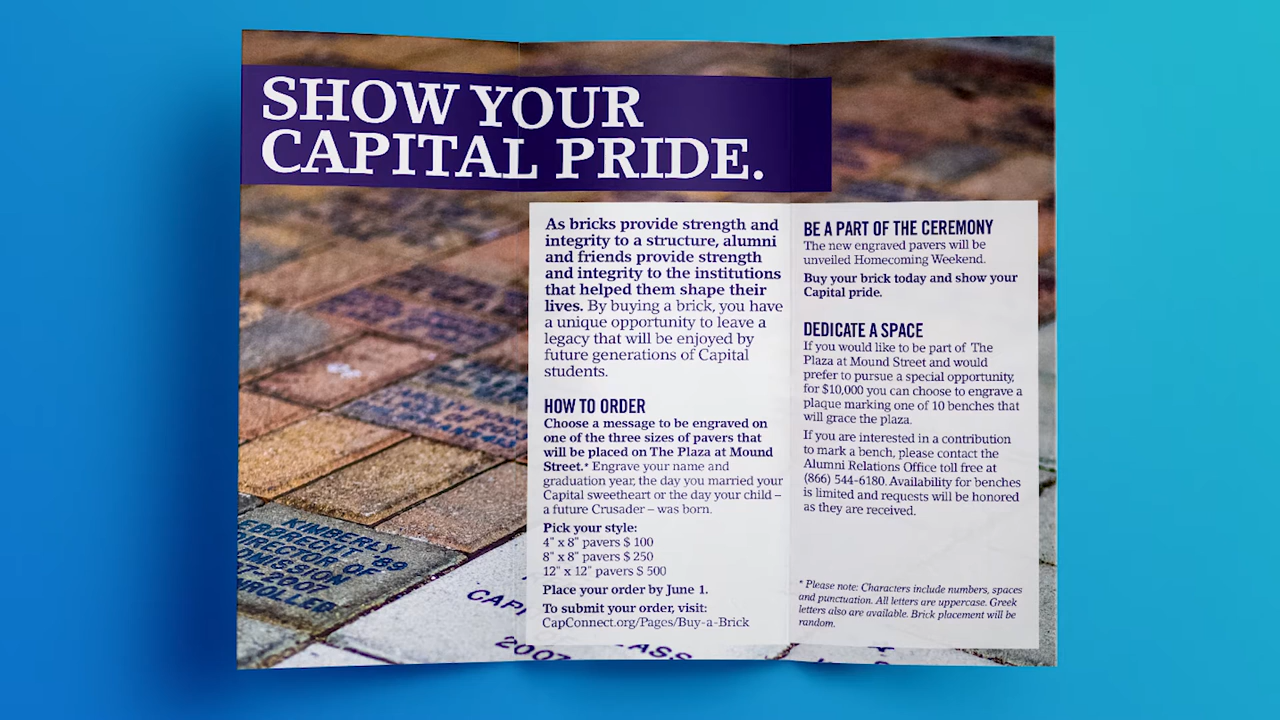 SHOW YOUR
CAPITAL PRIDE.
As bricks provide strength and
integrity to a structure, alumni
and friends provide strength
and integrity to the institutions
that helped them shape their
lives. By buying a brick, you have
a unique opportunity to leave a
legacy that will be enjoyed by
future generations of Capital
students.
HOW TO ORDER
Choose a message to be engraved on
one of the three sizes of pavers that
will be placed on The Plaza at Mound
Street.* Engrave your name and
graduation year, the day you married your
Capital sweetheart or the day your child –
a future Crusader – was born.
Pick your style:
4" x 8" pavers $ 100
8" x 8" pavers $ 250
12" x 12" pavers $ 500
Place your order by June 1.
To submit your order, visit:
CapConnect.org/Pages/Buy-a-Brick
BE A PART OF THE CEREMONY
The new engraved pavers will be
unveiled Homecoming Weekend.
Buy your brick today and show your
Capital pride.
DEDICATE A SPACE
If you would like to be part of The
Plaza at Mound Street and would
prefer to pursue a special opportunity,
for $10,000 you can choose to engrave a
plaque marking one of 10 benches that
will grace the plaza.
If you are interested in a contribution
to mark a bench, please contact the
Alumni Relations Office toll free at
(866) 544-6180. Availability for benches
is limited and requests will be honored
as they are received.
* Please note: Characters include numbers, spaces
and punctuation. All letters are uppercase. Greek
letters also are available. Brick placement will be
random.
KIMBERLY
'89
DIRECTOR OF
2007